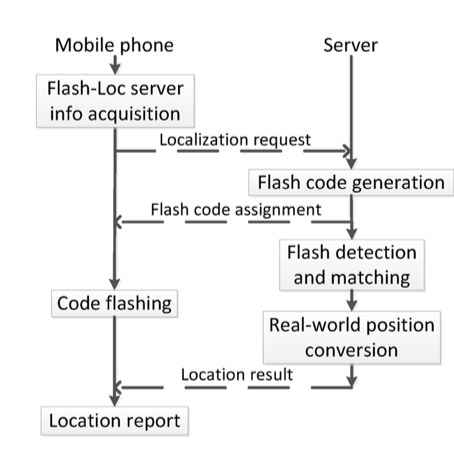 Mobile phone
Server
Flash-Loc server
info acquisition
Localization request
Flash code generation
Flash code assignment
Flash detection
and matching
Code flashing
Real-world position
conversion
Location result
Location report